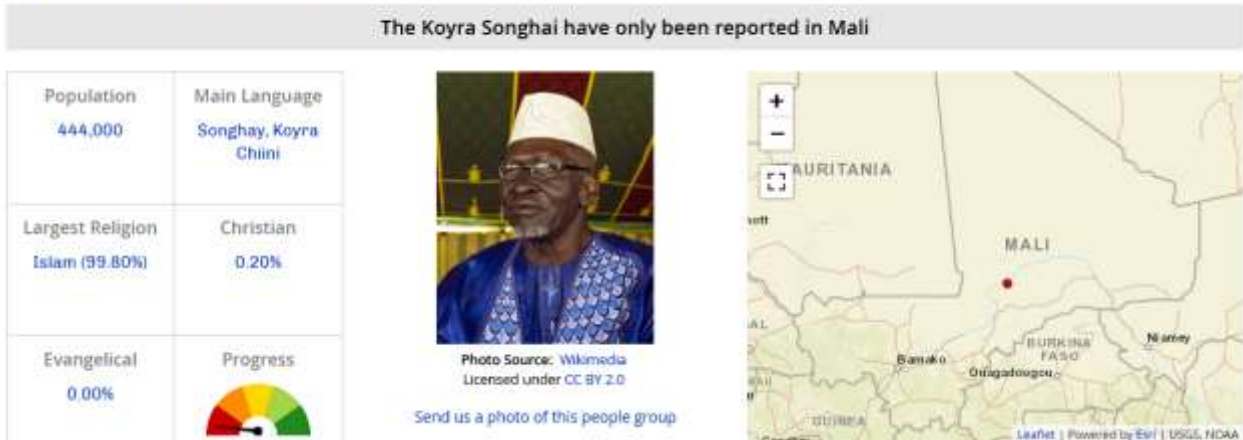 The Koyra Songhai have only been reported in Mali
Population
444,000
Main Language
Songhay, Koyra
Chiini
Largest Religion
Islam (99.80%)
Christian
0.20%
Evangelical
0.00%
Progress
Photo Source: Wikimedia
Licensed under CC BY 2.0
Send us a photo of this people group
+
−
AURITANIA
MALI
BURKINA
FASO
Niamey
Bamako
Ouagadougou
GUINEA
Leaflet | Powered by Esri | USGS, NOAA